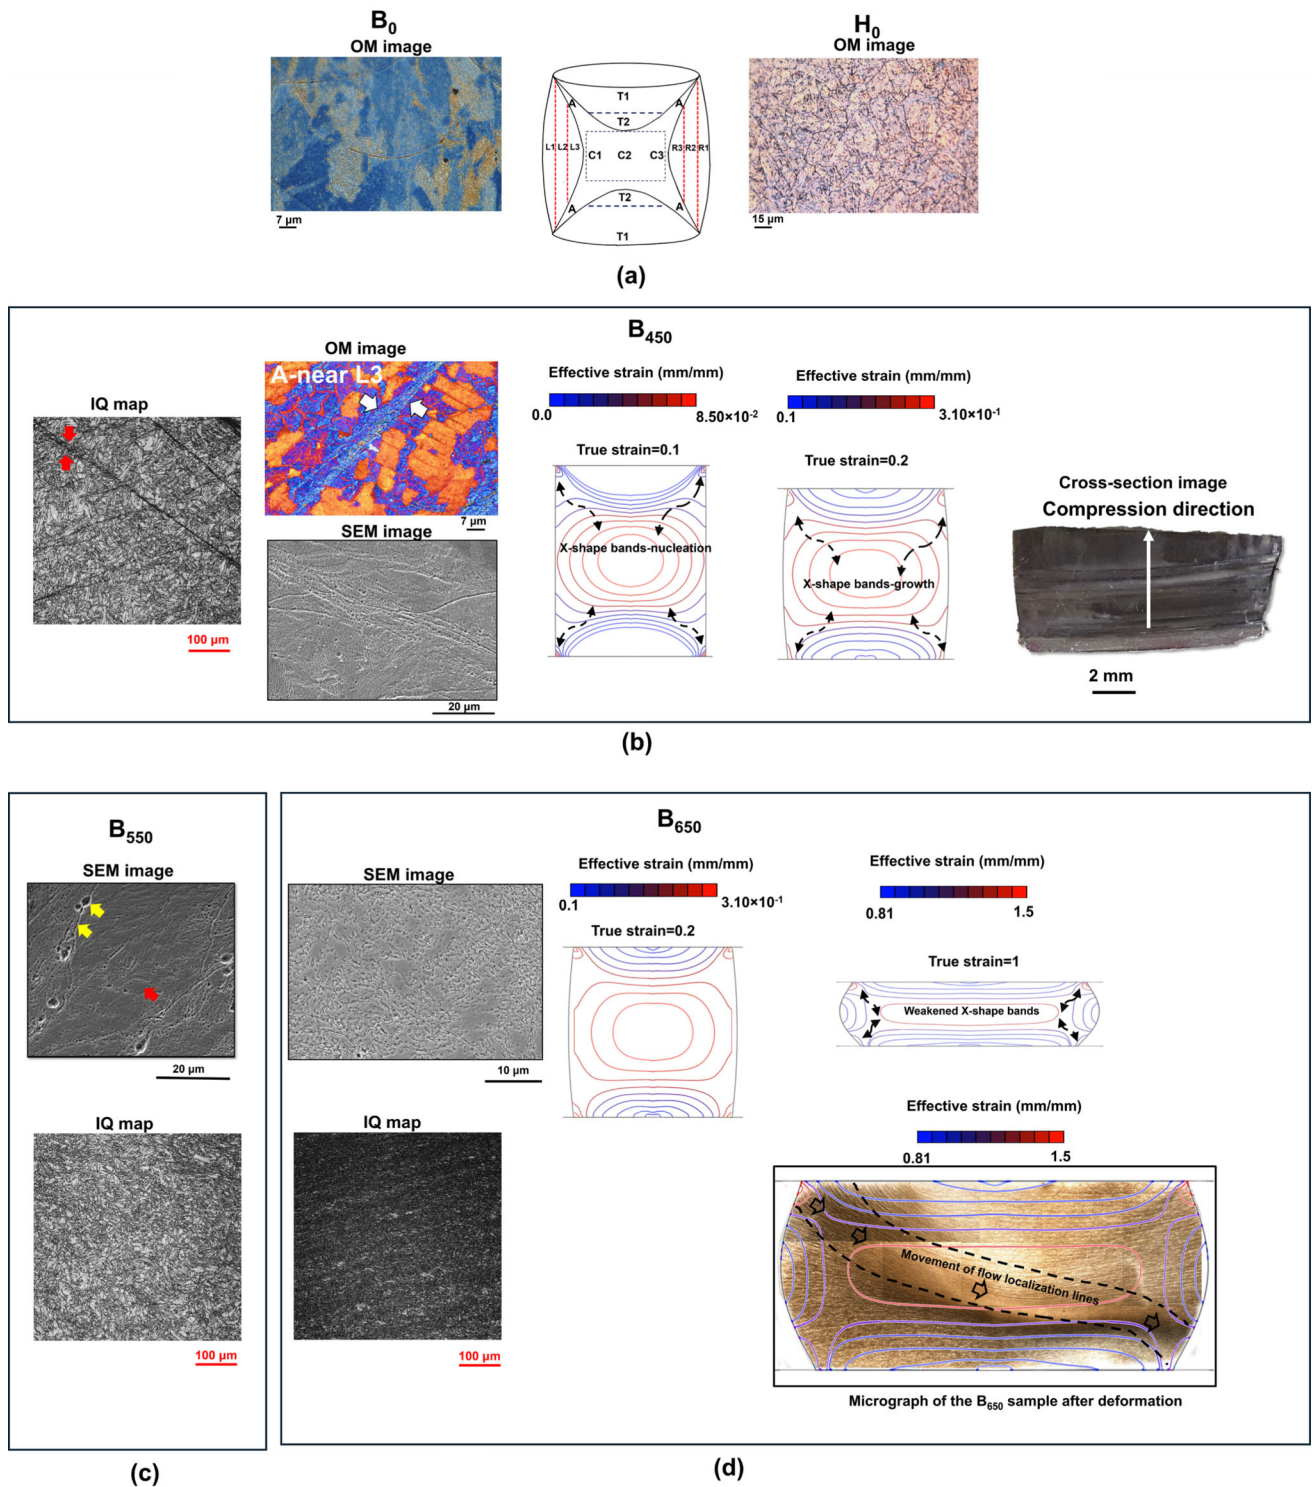 B0
OM image
7 µm
T1
A
A
T2
L1
L2
L3
C1
C2
C3
R3
R2
R1
T2
A
A
T1
H0
OM image
15 µm
(a)
B450
IQ map
100 µm
OM image
A-near L3
7 µm
SEM image
20 µm
Effective strain (mm/mm)
0.0
8.50×10-2
True strain=0.1
X-shape bands-nucleation
Effective strain (mm/mm)
0.1
3.10×10-1
True strain=0.2
X-shape bands-growth
Cross-section image
Compression direction
2 mm
(b)
B550
SEM image
20 µm
IQ map
100 µm
(c)
B650
SEM image
10 µm
IQ map
100 µm
Effective strain (mm/mm)
0.1
3.10×10-1
True strain=0.2
Effective strain (mm/mm)
0.81
1.5
True strain=1
Weakened X-shape bands
Effective strain (mm/mm)
0.81
1.5
Movement of flow localization lines
Micrograph of the B650 sample after deformation
(d)